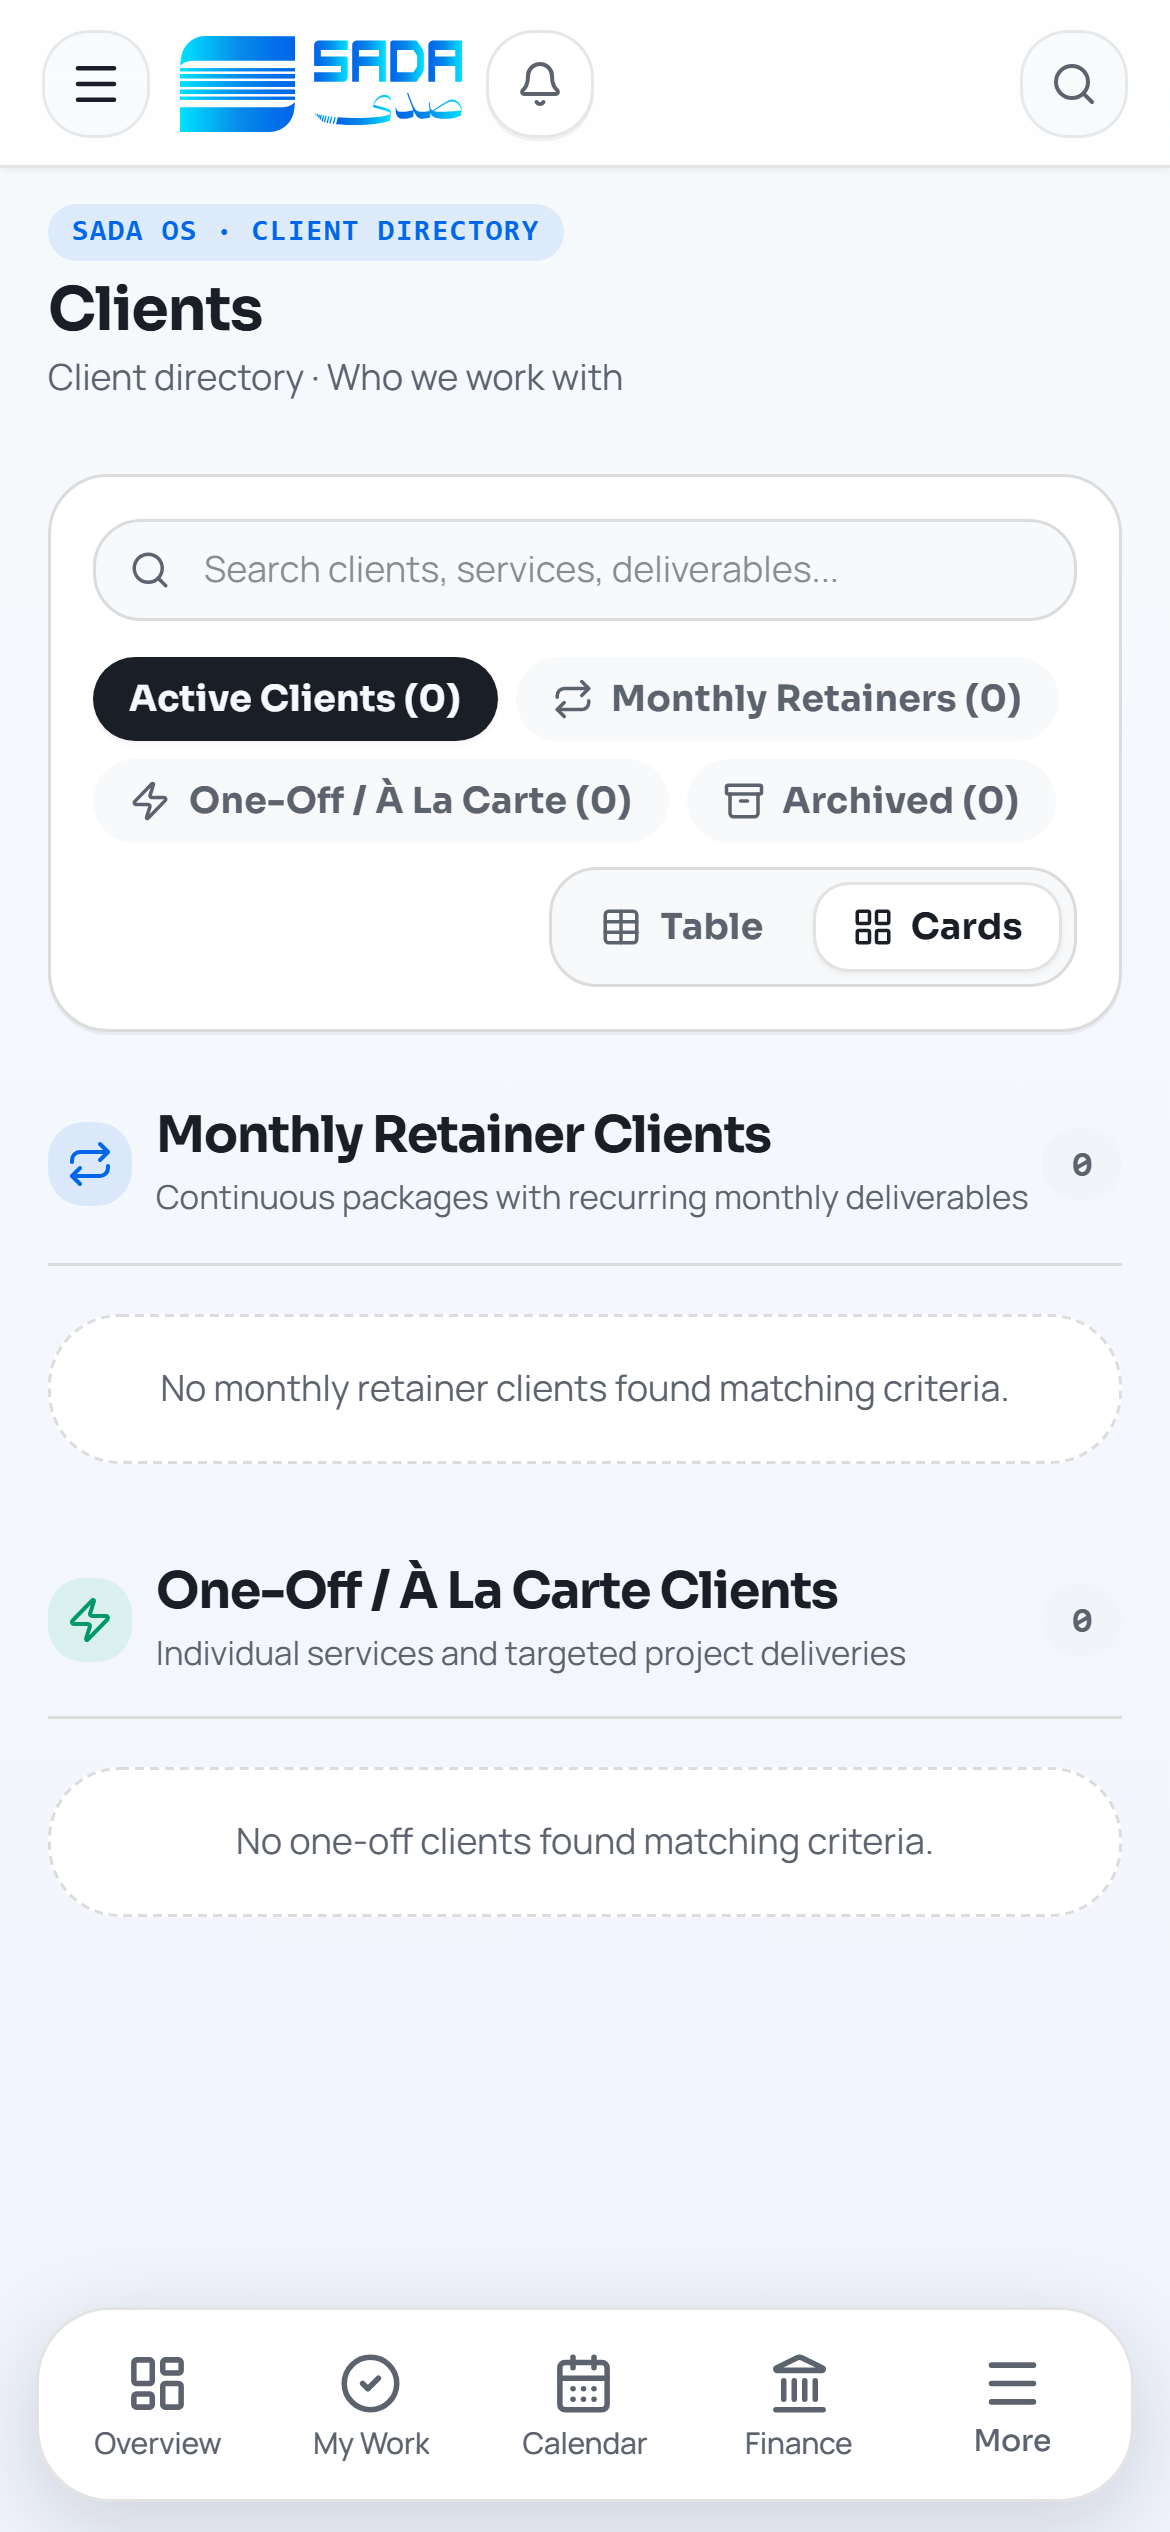 SADA
صدى
SADA OS · CLIENT DIRECTORY
Clients
Client directory · Who we work with
Search clients, services, deliverables...
Active Clients (0)
Monthly Retainers (0)
One-Off / À La Carte (0)
Archived (0)
Table
Cards
Monthly Retainer Clients
0
Continuous packages with recurring monthly deliverables
No monthly retainer clients found matching criteria.
One-Off / À La Carte Clients
0
Individual services and targeted project deliveries
No one-off clients found matching criteria.
Overview
My Work
Calendar
Finance
More